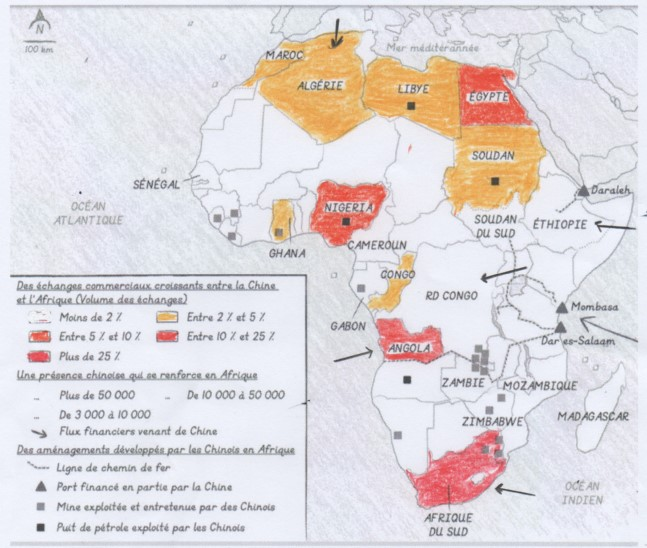 N
100 km
Mer méditérannée
MAROC
ALGÉRIE
LIBYE
ÉGYPTE
SÉNÉGAL
SOUDAN
Daraleh
OCÉAN
ATLANTIQUE
NIGERIA
SOUDAN
DU SUD
ÉTHIOPIE
GHANA
CAMEROUN
CONGO
RD CONGO
GABON
Mombasa
Dar es-Salaam
ANGOLA
ZAMBIE
MOZAMBIQUE
ZIMBABWE
MADAGASCAR
OCÉAN
INDIEN
AFRIQUE
DU SUD
Des échanges commerciaux croissants entre la Chine
et l'Afrique (Volume des échanges)
Moins de 2 % Entre 2 % et 5 %
Entre 5 % et 10 % Entre 10 % et 25 %
Plus de 25 %
Une présence chinoise qui se renforce en Afrique
Plus de 50 000 De 10 000 à 50 000
De 3 000 à 10 000
Flux financiers venant de Chine
Des aménagements développés par les Chinois en Afrique
Ligne de chemin de fer
Port financé en partie par la Chine
Mine exploitée et entretenue par des Chinois
Puit de pétrole exploité par les Chinois